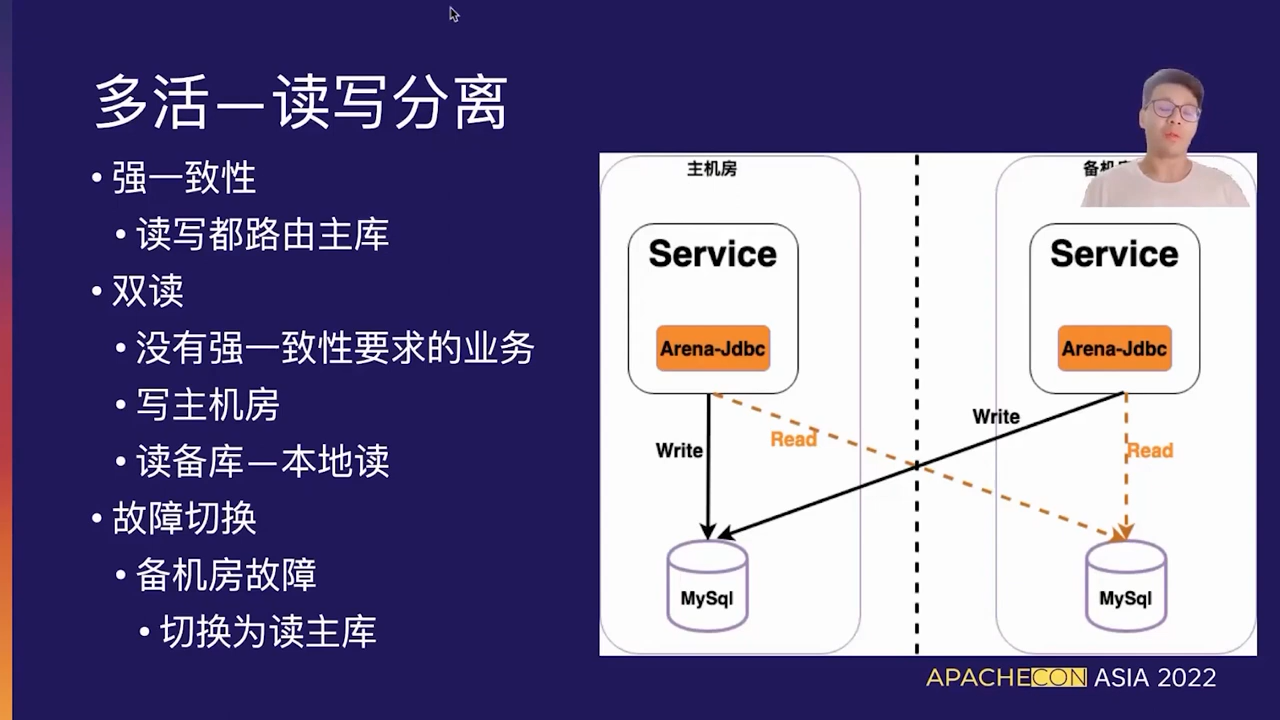 多活—读写分离
• 强一致性
• 读写都路由主库
• 双读
• 没有强一致性要求的业务
• 写主机房
• 读备库—本地读
• 故障切换
• 备机房故障
• 切换为读主库
主机房
Service
Arena-Jdbc
Write
Read
MySql
备机
Service
Arena-Jdbc
Write
Read
MySql
APACHECON ASIA 2022